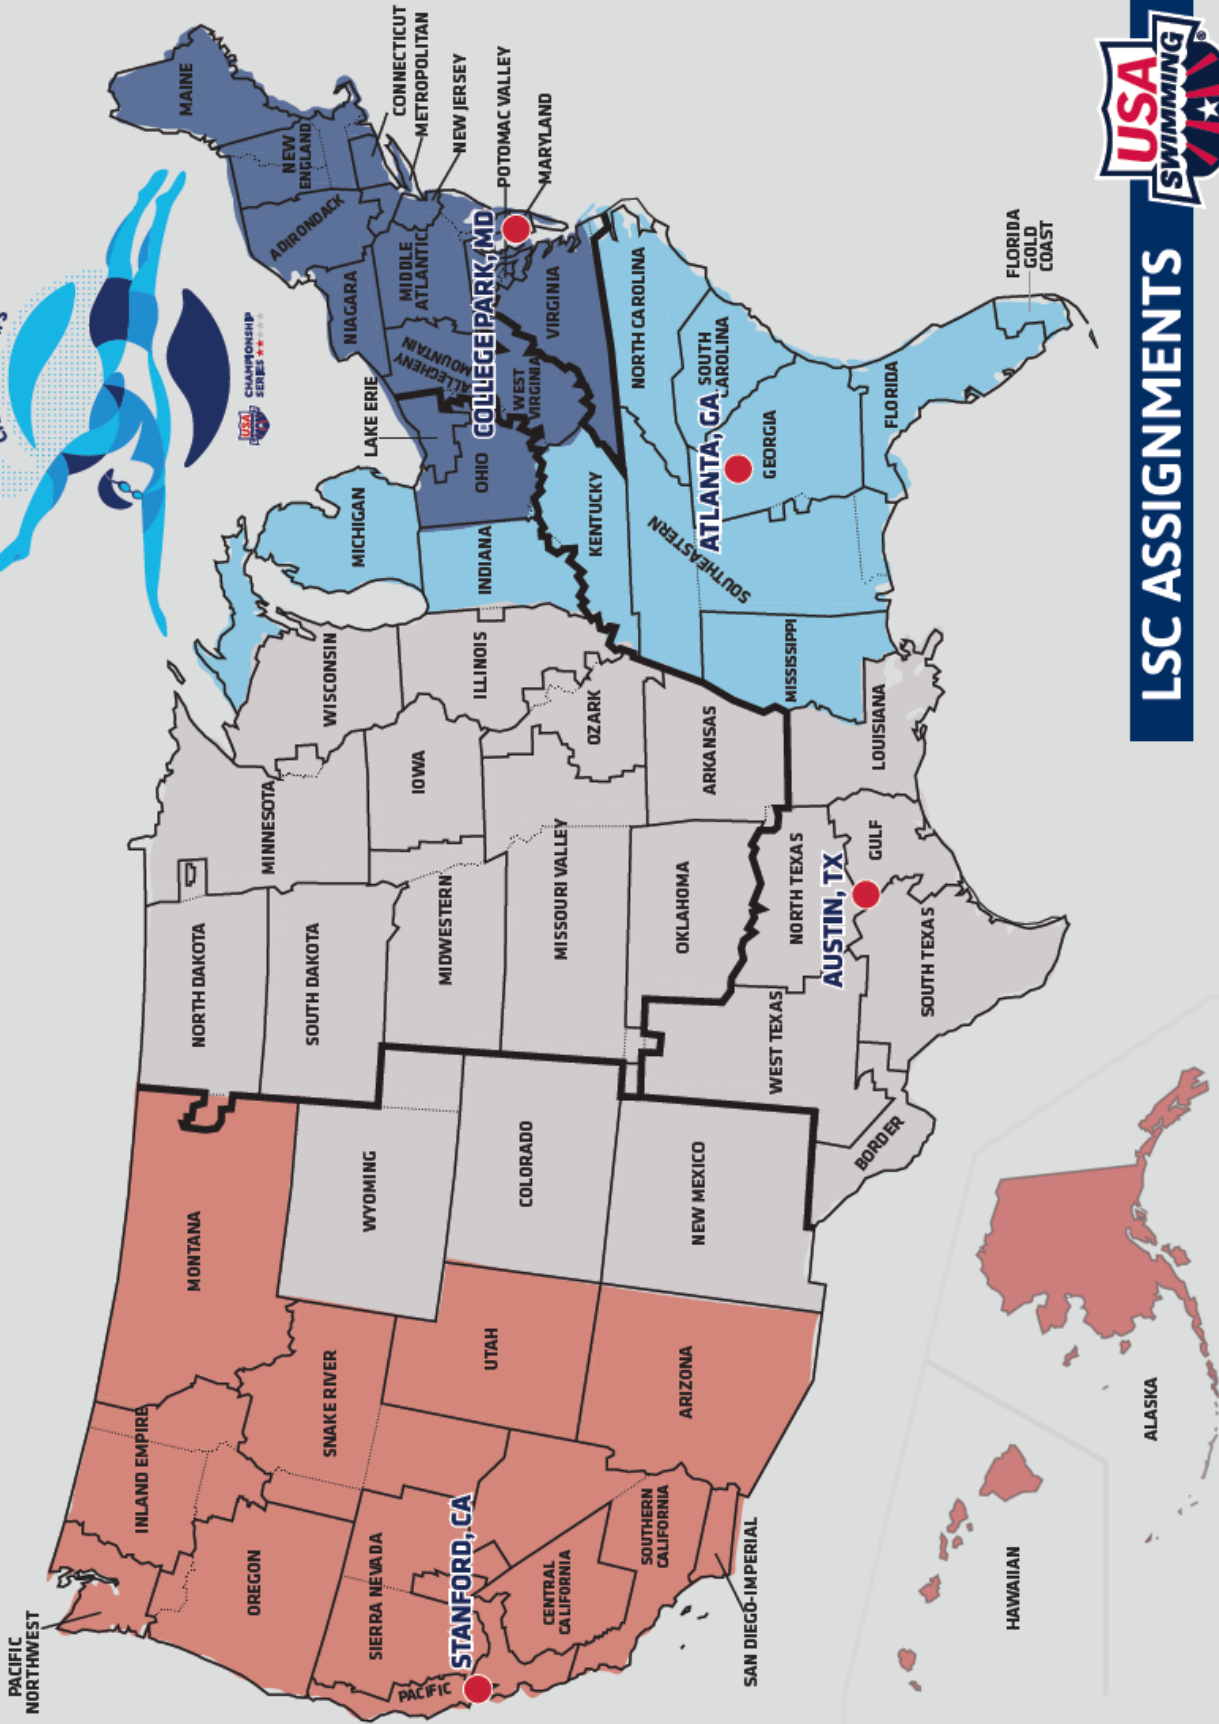 PACIFIC
NORTHWEST
INLAND EMPIRE
MONTANA
NORTH DAKOTA
MINNESOTA
WISCONSIN
MICHIGAN
LAKE ERIE
NIAGARA
ADIRONDACK
NEW
ENGLAND
MAINE
CONNECTICUT
METROPOLITAN
NEW JERSEY
POTOMAC VALLEY
MARYLAND
OREGON
SNAKE RIVER
WYOMING
SOUTH DAKOTA
IOWA
ILLINOIS
INDIANA
OHIO
ALLEGHENY
MOUNTAIN
MIDDLE
ATLANTIC
COLLEGE PARK, MD
WEST
VIRGINIA
VIRGINIA
SIERRA NEVADA
PACIFIC
STANFORD, CA
UTAH
COLORADO
MIDWESTERN
MISSOURI VALLEY
OZARK
KENTUCKY
NORTH CAROLINA
CENTRAL
CALIFORNIA
SOUTHERN
CALIFORNIA
SAN DIEGO-IMPERIAL
ARIZONA
NEW MEXICO
OKLAHOMA
ARKANSAS
SOUTHEASTERN
ATLANTA, GA
SOUTH
CAROLINA
GEORGIA
WEST TEXAS
NORTH TEXAS
AUSTIN, TX
MISSISSIPPI
LOUISIANA
GULF
BORDER
SOUTH TEXAS
FLORIDA
FLORIDA
GOLD
COAST
HAWAIIAN
ALASKA
USA
CHAMPIONSHIP
SERIES
LSC ASSIGNMENTS
USA
SWIMMING